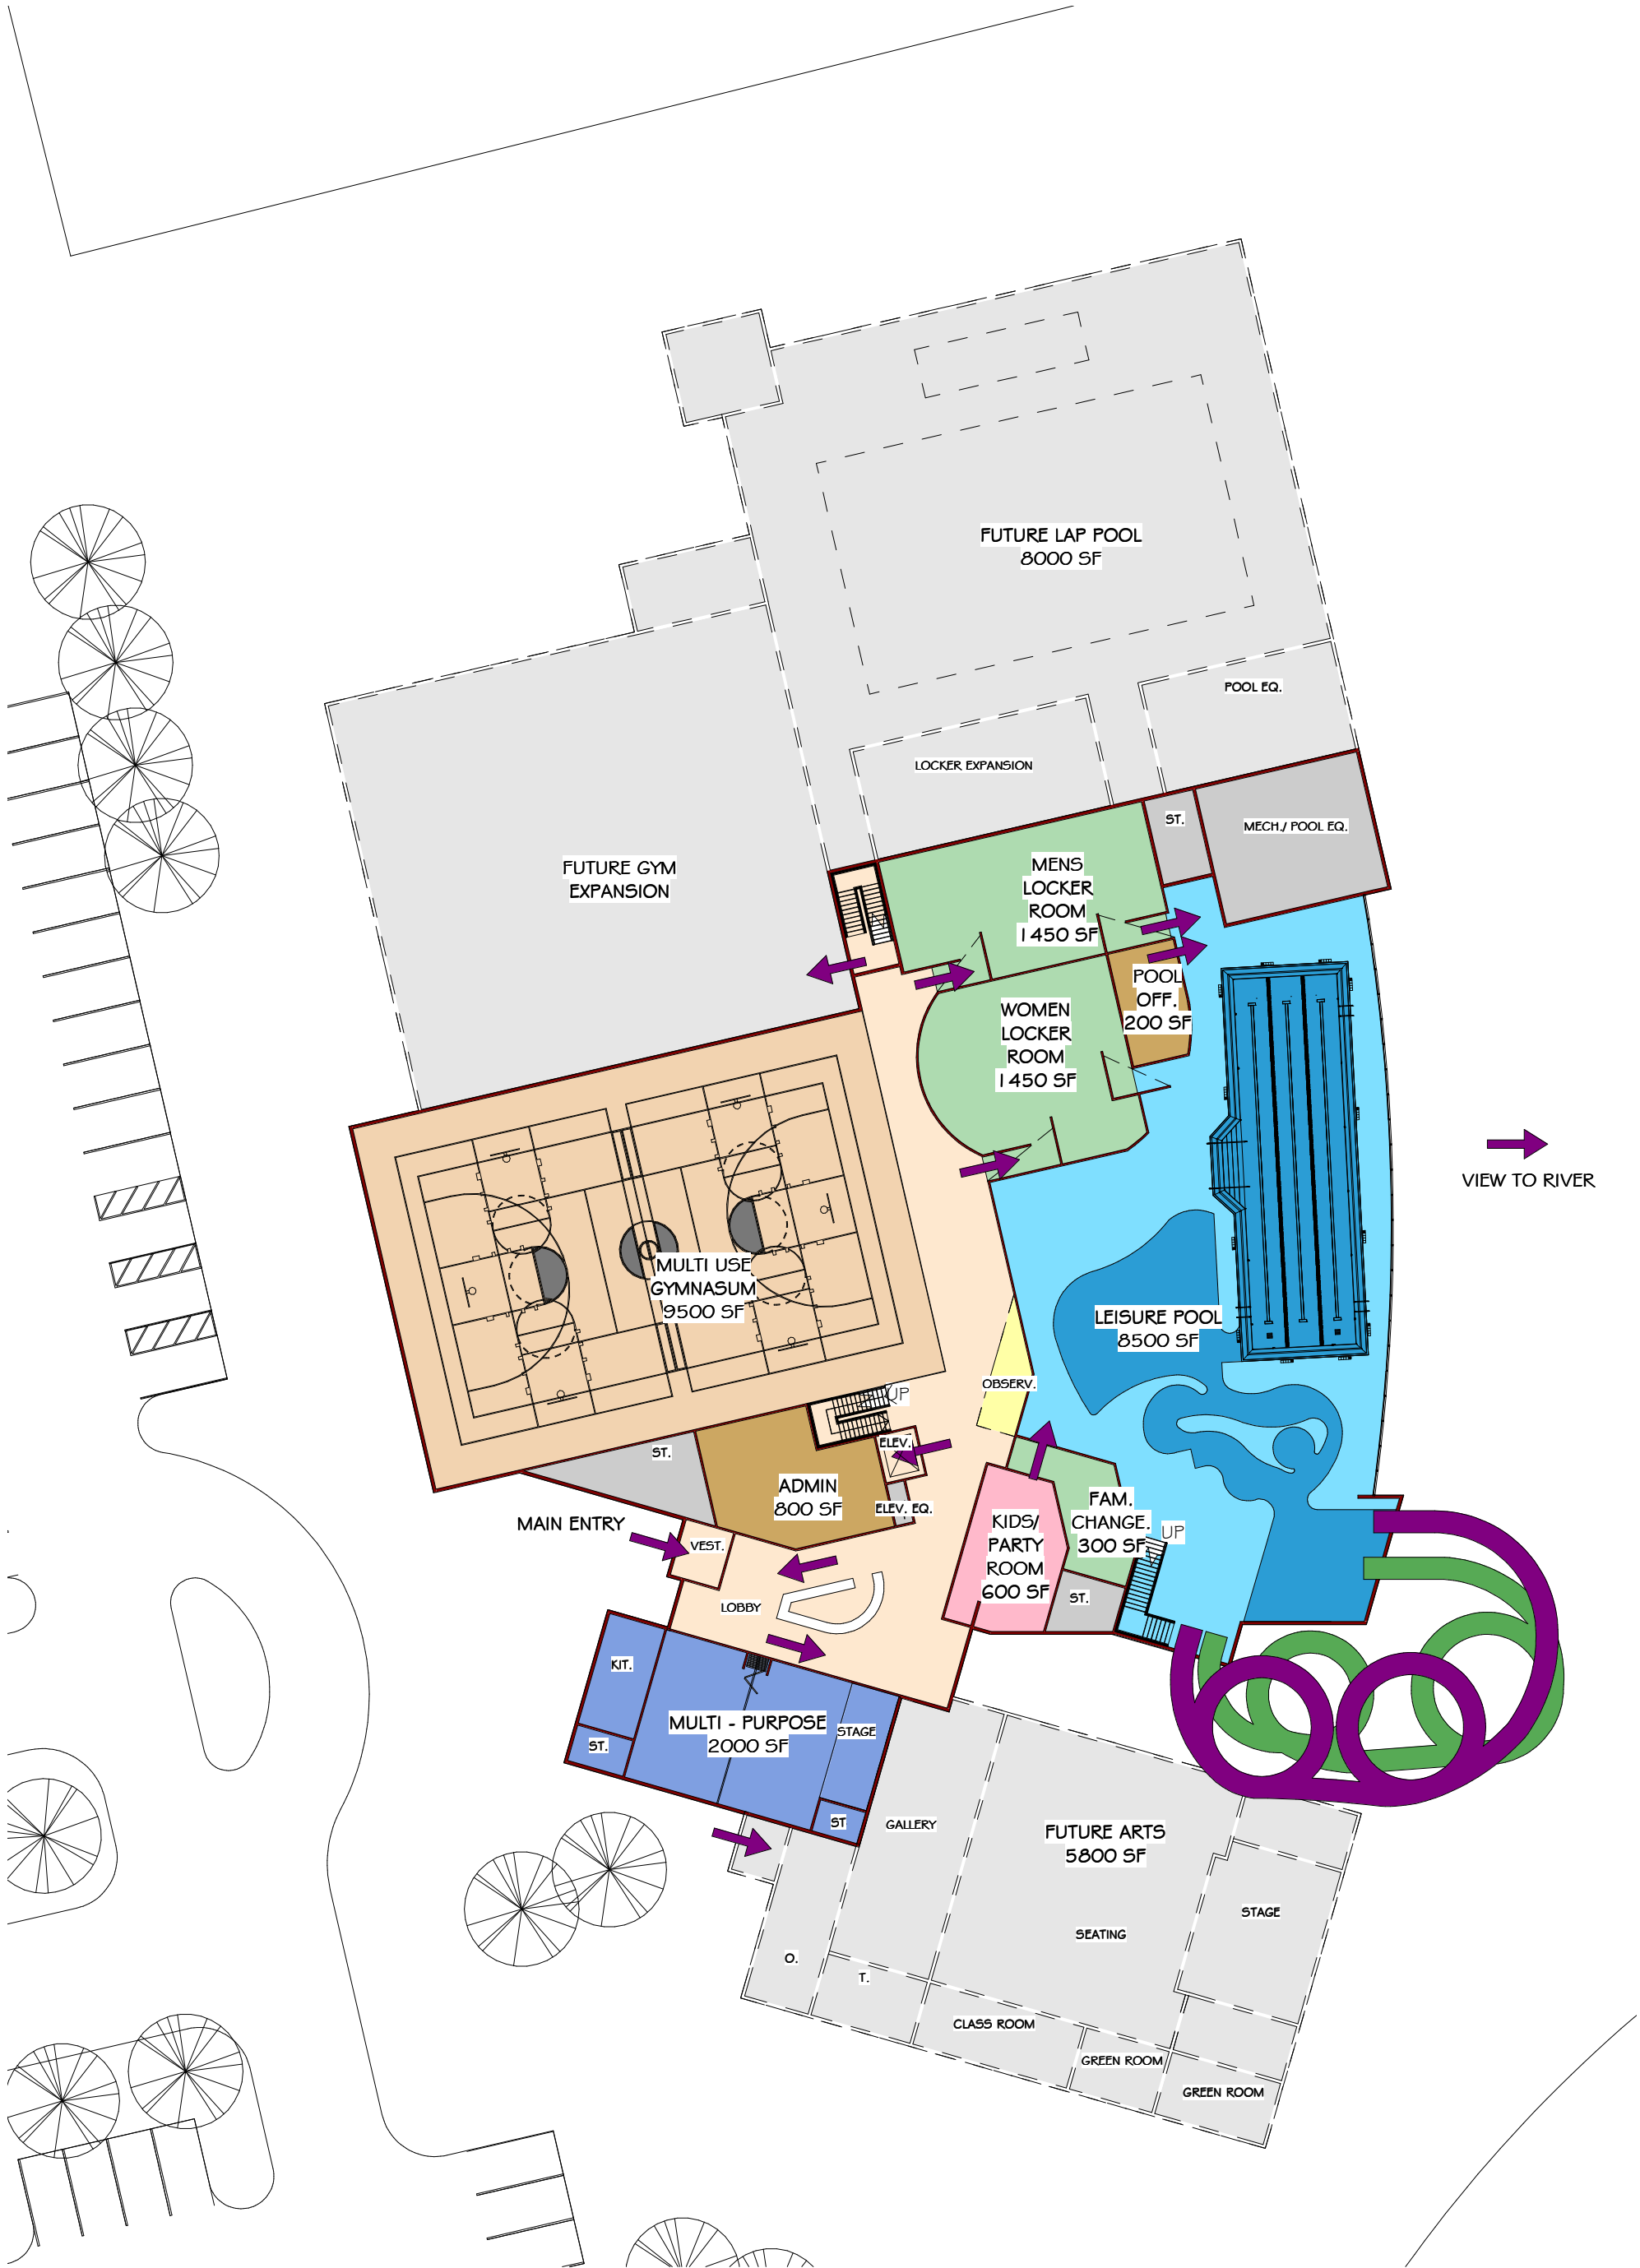 FUTURE LAP POOL
8000 SF
POOL EQ.
LOCKER EXPANSION
ST.
MECH./ POOL EQ.
FUTURE GYM
EXPANSION
MENS
LOCKER
ROOM
1450 SF
POOL
OFF.
200 SF
WOMEN
LOCKER
ROOM
1450 SF
VIEW TO RIVER
MULTI USE
GYMNASUM
9500 SF
LEISURE POOL
8500 SF
OBSERV.
UP
ELEV.
ST.
ADMIN
800 SF
ELEV. EQ.
MAIN ENTRY
VEST.
KIDS/
PARTY
ROOM
600 SF
FAM.
CHANGE.
300 SF
UP
ST.
LOBBY
KIT.
ST.
MULTI - PURPOSE
2000 SF
STAGE
ST
GALLERY
FUTURE ARTS
5800 SF
STAGE
SEATING
O.
T.
CLASS ROOM
GREEN ROOM
GREEN ROOM